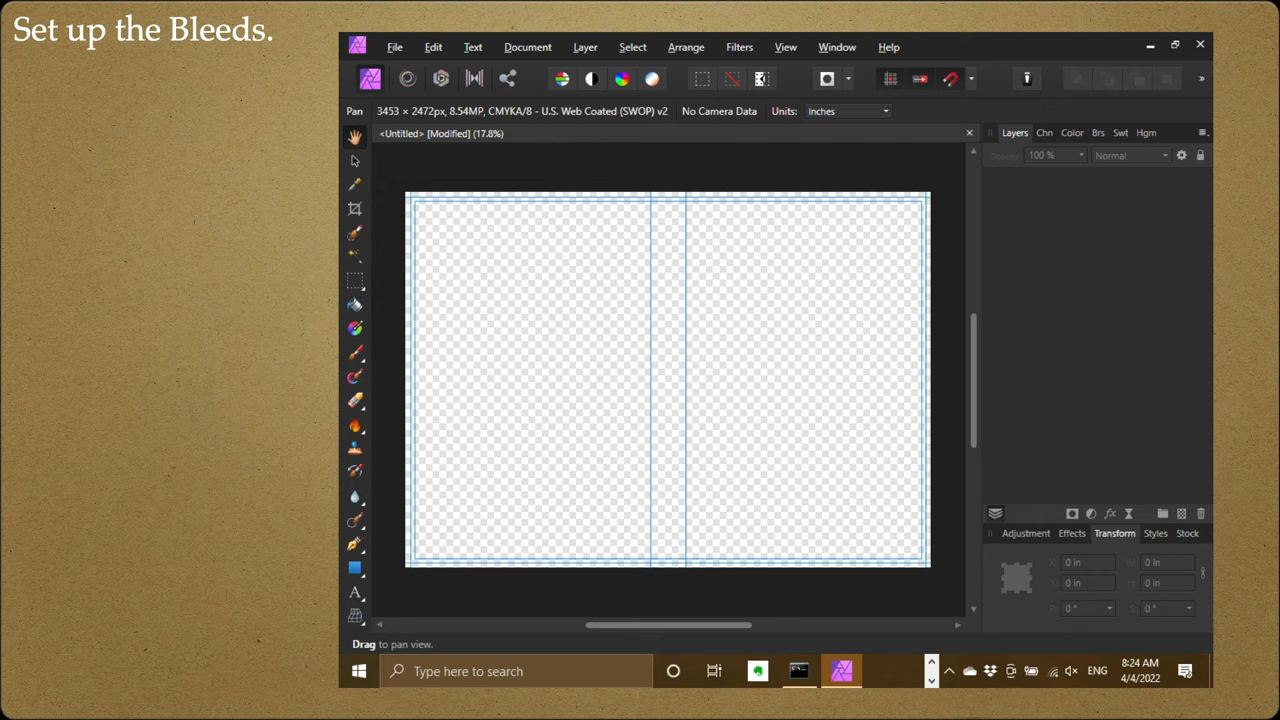 Set up the Bleeds.
File Edit Text Document Layer Select Arrange Filters View Window Help
Pan 3453 × 2472px, 8.54MP, CMYKA/8 - U.S. Web Coated (SWOP) v2 No Camera Data Units: Inches
<Untitled> [Modified] (17.8%)
Layers Chn Color Brs Swt Hgm
Opacity: 100 % Normal
Adjustment Effects Transform Styles Stock
X: 0 in W: 0 in
Y: 0 in H: 0 in
R: 0 ° S: 0 °
Drag to pan view.
Type here to search
ENG
8:24 AM
4/4/2022